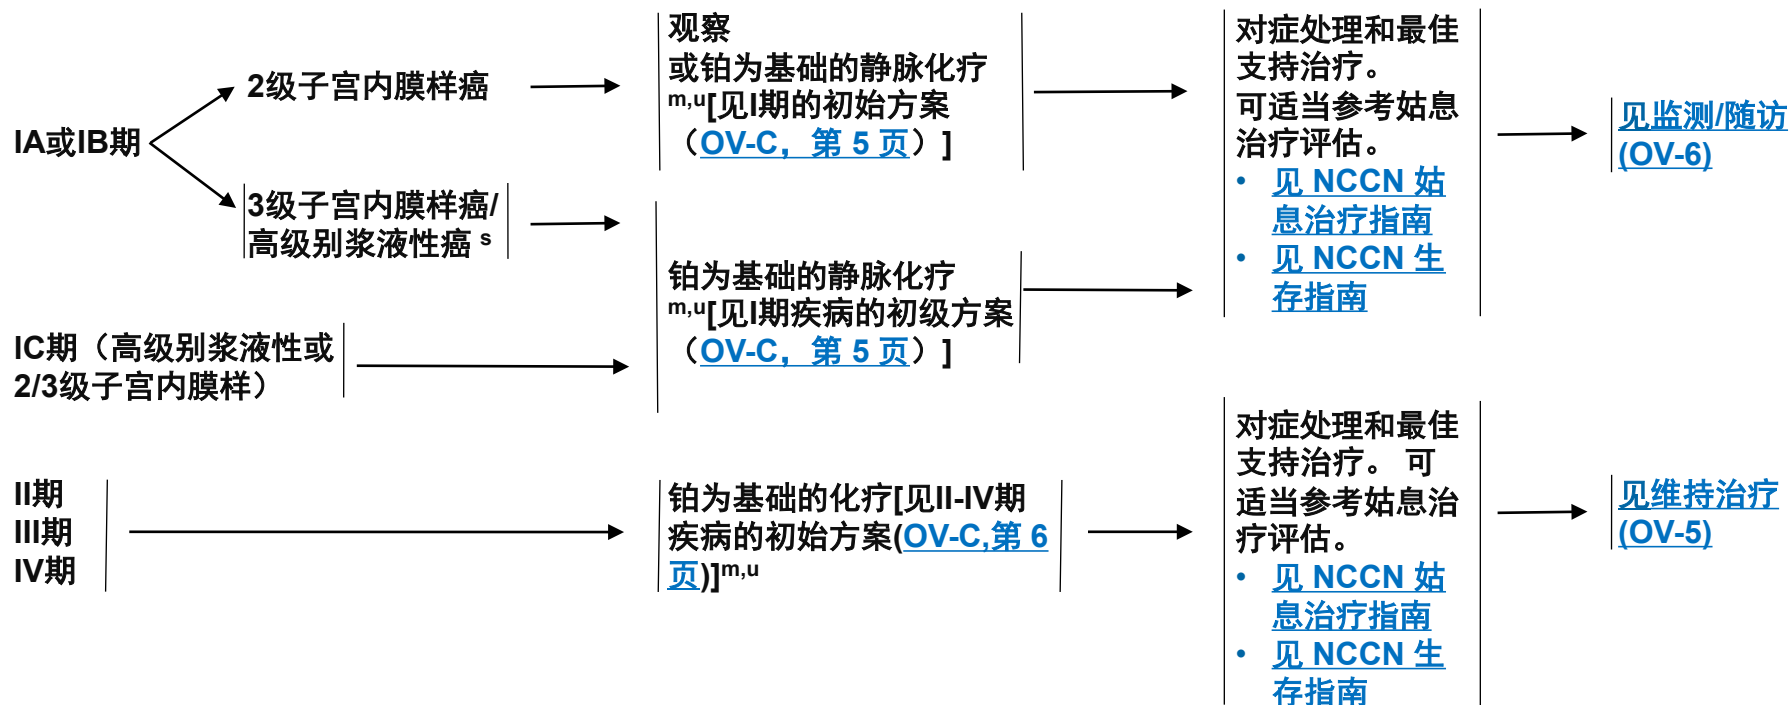 IA或IB期
2级子宫内膜样癌
3级子宫内膜样癌/
高级别浆液性癌 s
IC期（高级别浆液性或
2/3级子宫内膜样）
II期
III期
IV期
观察
或铂为基础的静脉化疗
m,u[见I期的初始方案
（OV-C，第 5 页）]
铂为基础的静脉化疗
m,u[见I期疾病的初级方案
（OV-C，第 5 页）]
铂为基础的化疗[见II-IV期
疾病的初始方案(OV-C,第 6
页)]m,u
对症处理和最佳
支持治疗。
可适当参考姑息
治疗评估。
• 见 NCCN 姑
息治疗指南
• 见 NCCN 生
存指南
对症处理和最佳
支持治疗。 可
适当参考姑息治
疗评估。
• 见 NCCN 姑
息治疗指南
• 见 NCCN 生
存指南
见监测/随访
(OV-6)
见维持治疗
(OV-5)